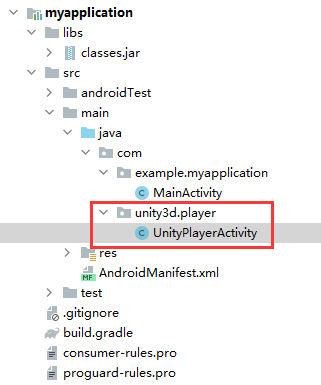 myapplication
libs
classes.jar
src
androidTest
main
java
com
example.myapplication
MainActivity
unity3d.player
UnityPlayerActivity
res
AndroidManifest.xml
test
.gitignore
build.gradle
consumer-rules.pro
proguard-rules.pro